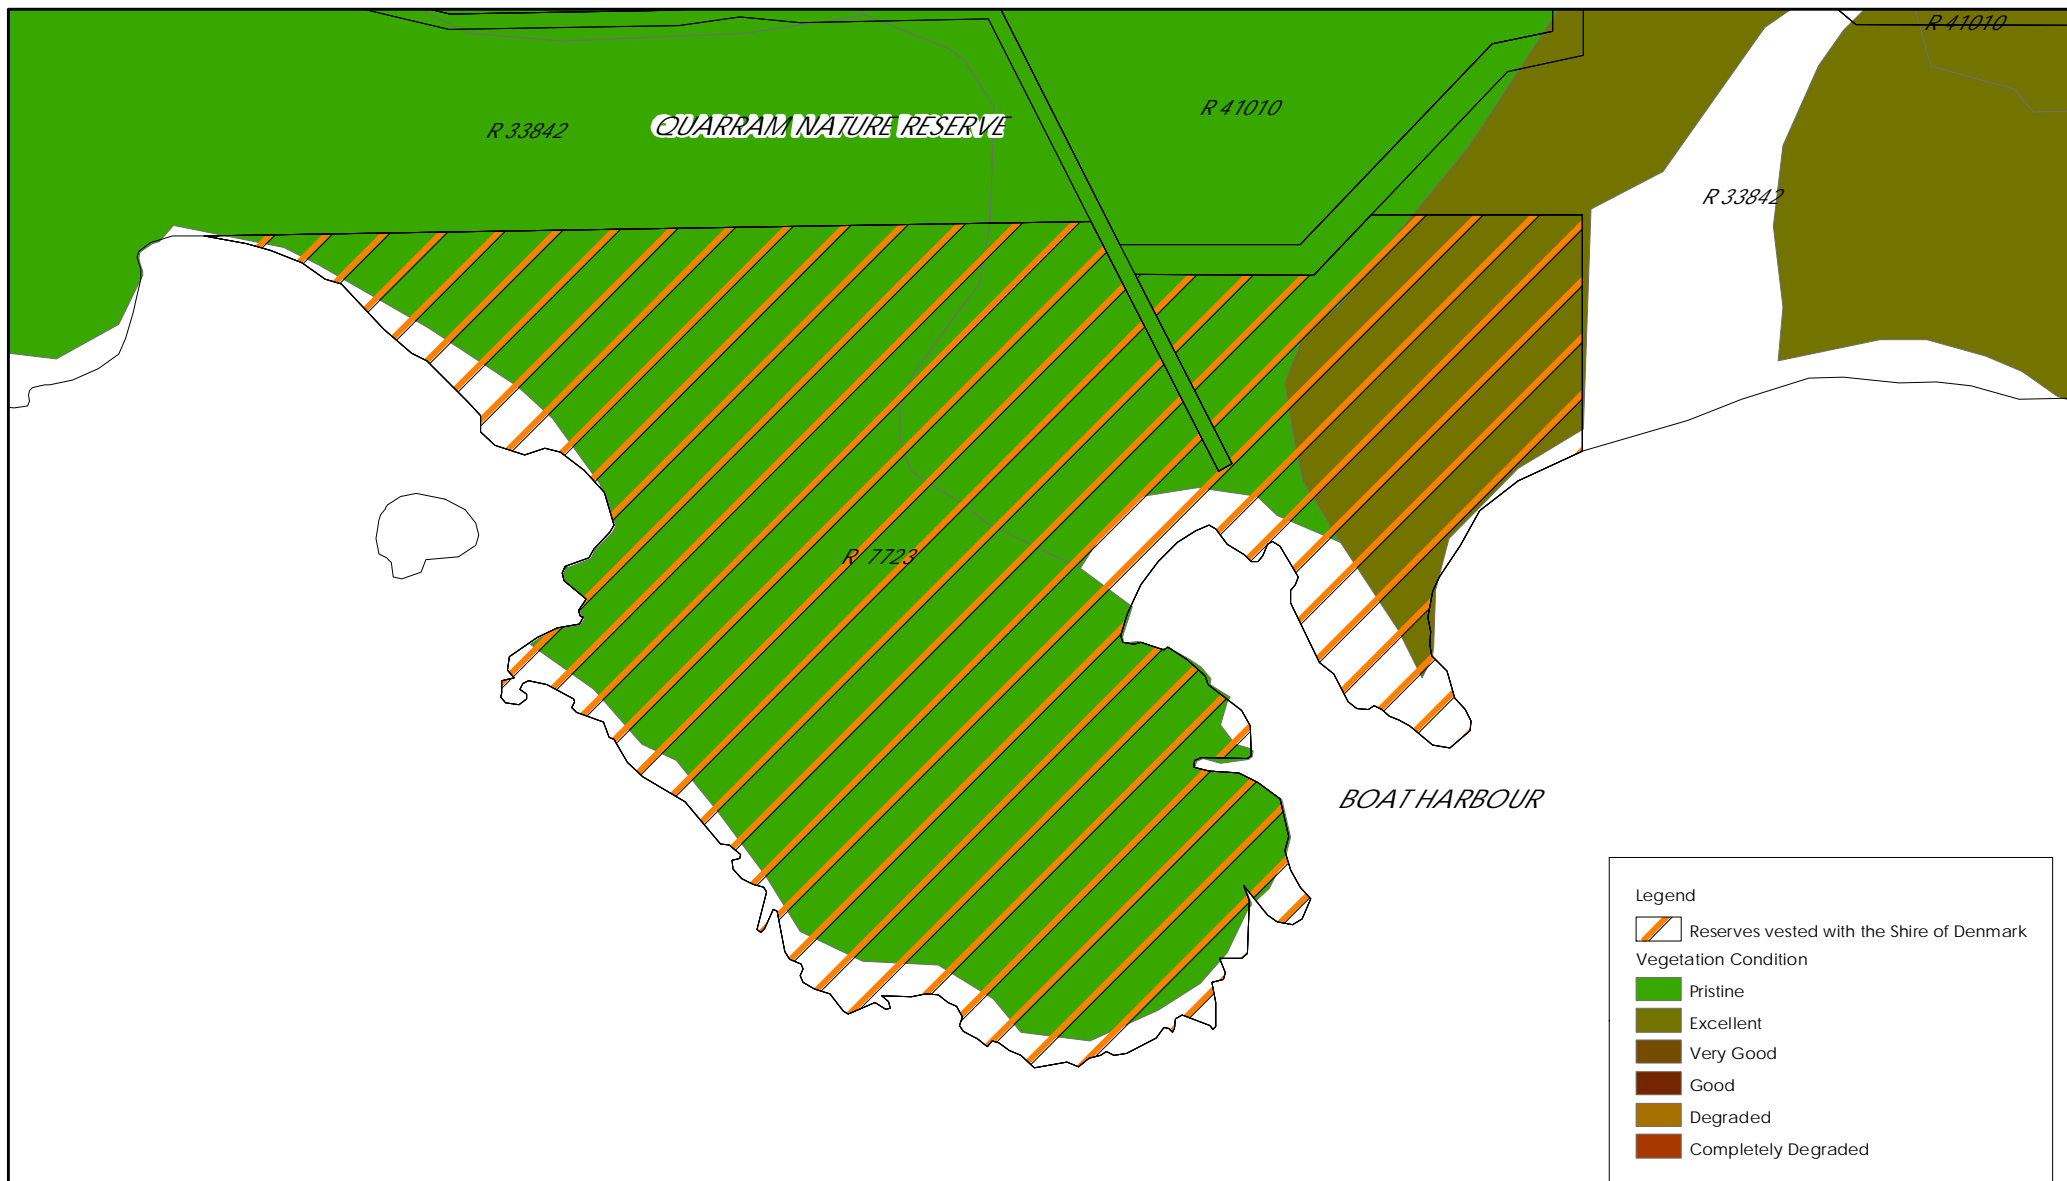 R 41010
R 33842
QUARRAM NATURE RESERVE
R 41010
R 33842
R 7723
BOAT HARBOUR
Legend
Reserves vested with the Shire of Denmark
Vegetation Condition
Pristine
Excellent
Very Good
Good
Degraded
Completely Degraded